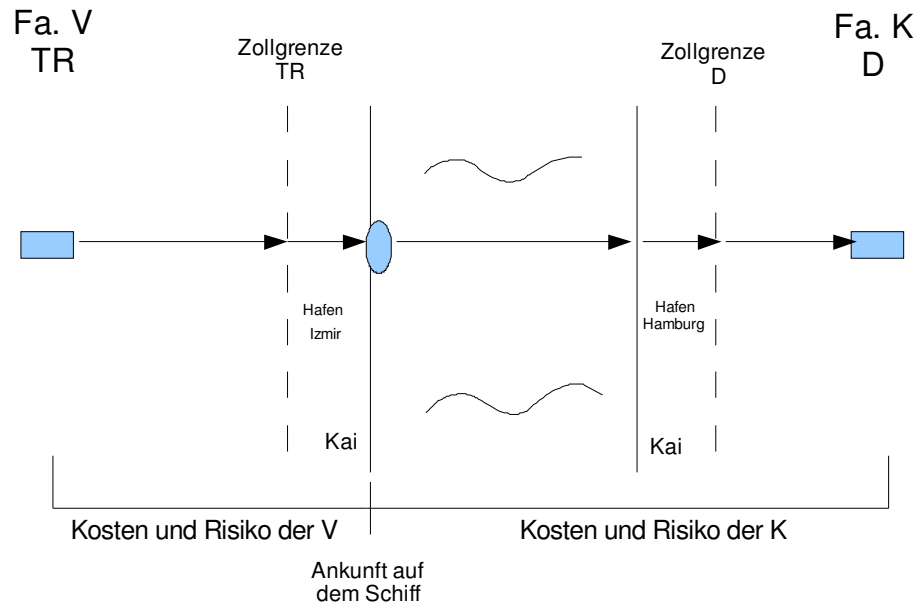 Fa. V
TR
Zollgrenze
TR
Zollgrenze
D
Fa. K
D
Hafen
Izmir
Hafen
Hamburg
Kai
Kai
Kosten und Risiko der V
Kosten und Risiko der K
Ankunft auf
dem Schiff